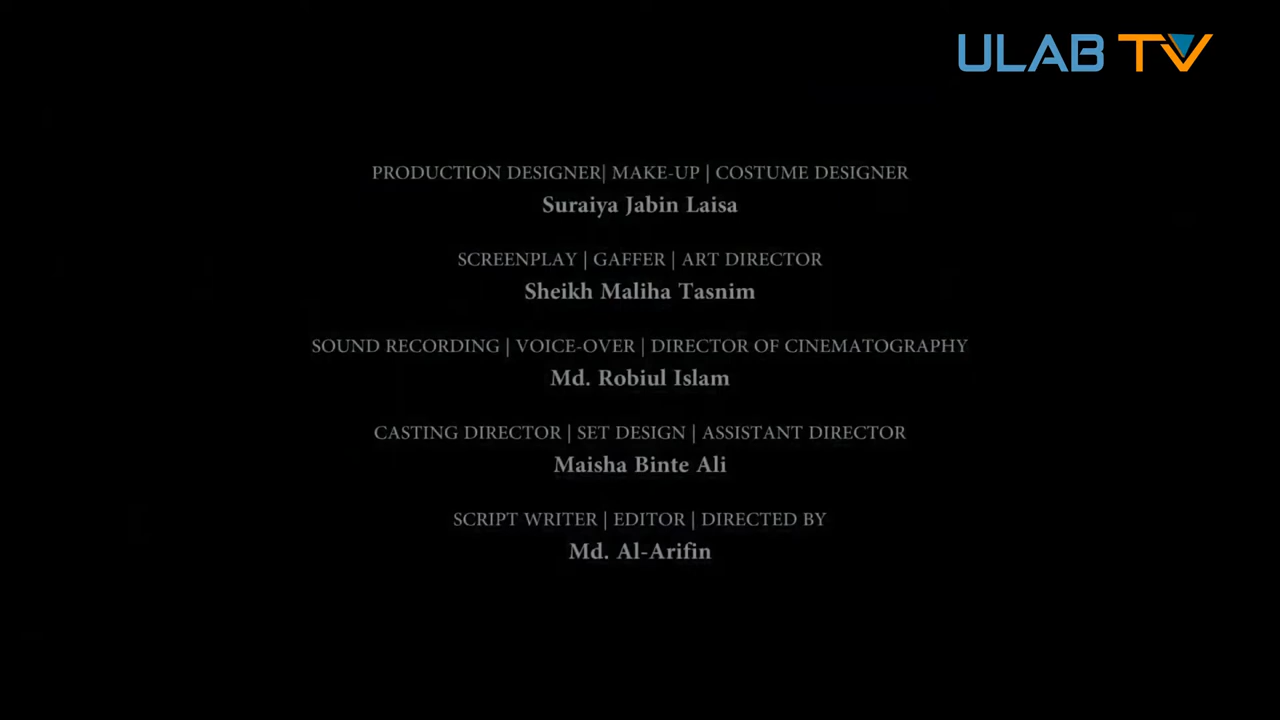 ULAB TV
PRODUCTION DESIGNER| MAKE-UP | COSTUME DESIGNER
Suraiya Jabin Laisa
SCREENPLAY | GAFFER | ART DIRECTOR
Sheikh Maliha Tasnim
SOUND RECORDING | VOICE-OVER | DIRECTOR OF CINEMATOGRAPHY
Md. Robiul Islam
CASTING DIRECTOR | SET DESIGN | ASSISTANT DIRECTOR
Maisha Binte Ali
SCRIPT WRITER | EDITOR | DIRECTED BY
Md. Al-Arifin